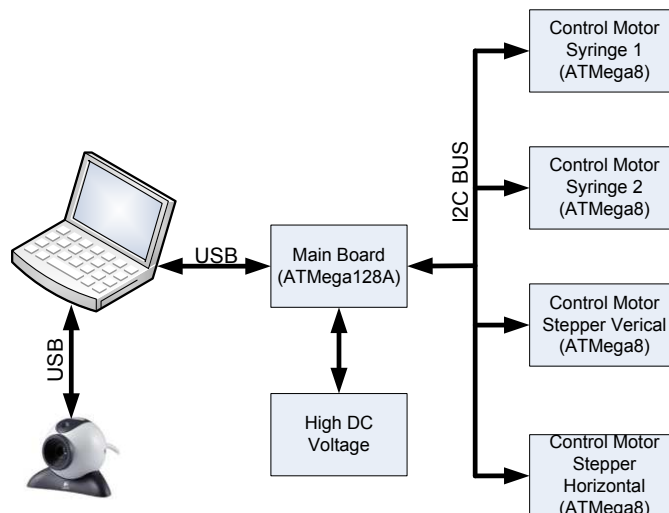 Control Motor
Syringe 1
(ATMega8)
I2C BUS
Control Motor
Syringe 2
(ATMega8)
USB
Main Board
(ATMega128A)
Control Motor
Stepper Verical
(ATMega8)
USB
High DC
Voltage
Control Motor
Stepper
Horizontal
(ATMega8)